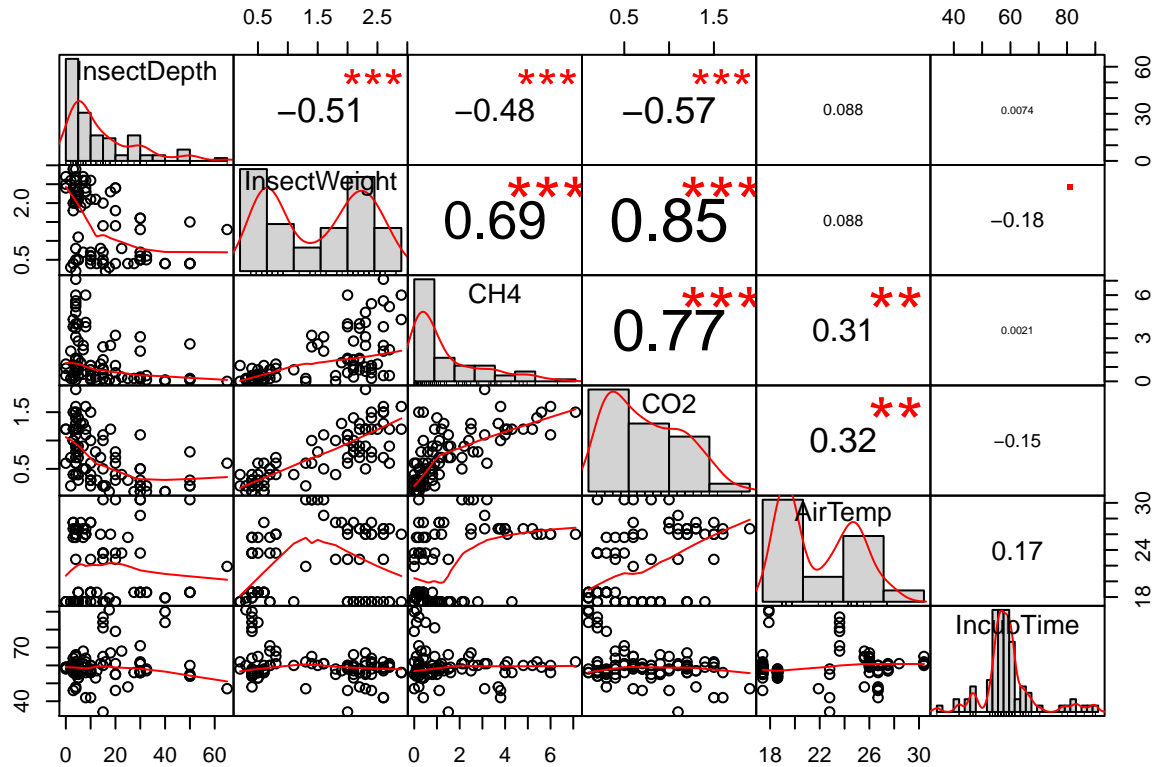 0.5 1.5 2.5 0.5 1.5 40 60 80
InsectDepth *** −0.51 *** −0.48 *** −0.57 0.088 0.0074 0 30 60
0.5 2.0 InsectWeight *** 0.69 *** 0.85 0.088 −0.18
CH4 *** 0.77 ** 0.31 0.0021 0 3 6
0.5 1.5 CO2 ** 0.32 −0.15
AirTemp 0.17 18 24 30
40 70 IncubTime
0 20 40 60 0 2 4 6 18 22 26 30